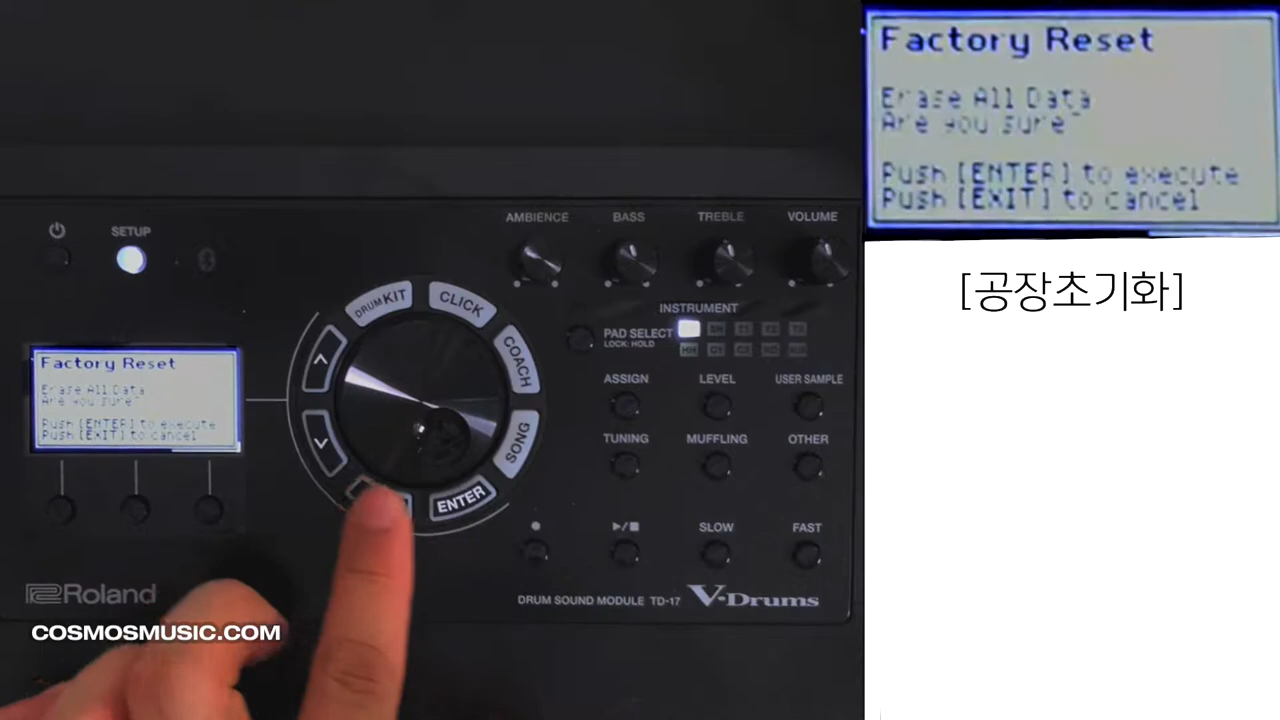 Factory Reset
Erase All Data
Are you sure?
Push [ENTER] to execute
Push [EXIT] to cancel
[공장초기화]
SETUP
AMBIENCE
BASS
TREBLE
VOLUME
DRUM KIT
CLICK
COACH
SONG
ENTER
INSTRUMENT
PAD SELECT
LOCK: HOLD
ASSIGN
LEVEL
USER SAMPLE
TUNING
MUFFLING
OTHER
SLOW
FAST
Factory Reset
Erase All Data
Are you sure?
Push [ENTER] to execute
Push [EXIT] to cancel
Roland
DRUM SOUND MODULE TD-17
V-Drums
COSMOSMUSIC.COM